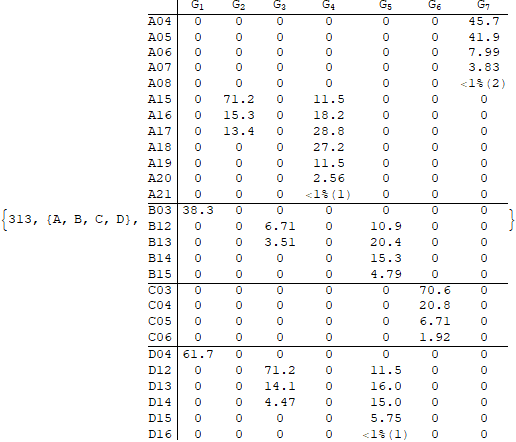 G₁ G₂ G₃ G₄ G₅ G₆ G₇
A04 0 0 0 0 0 0 45.7
A05 0 0 0 0 0 0 41.9
A06 0 0 0 0 0 0 7.99
A07 0 0 0 0 0 0 3.83
A08 0 0 0 0 0 0 <1%(2)
A15 0 71.2 0 11.5 0 0 0
A16 0 15.3 0 18.2 0 0 0
A17 0 13.4 0 28.8 0 0 0
A18 0 0 0 27.2 0 0 0
A19 0 0 0 11.5 0 0 0
A20 0 0 0 2.56 0 0 0
A21 0 0 0 <1%(1) 0 0 0
{313, {A, B, C, D}, B03 38.3 0 0 0 0 0 0 }
B12 0 0 6.71 0 10.9 0 0
B13 0 0 3.51 0 20.4 0 0
B14 0 0 0 0 15.3 0 0
B15 0 0 0 0 4.79 0 0
C03 0 0 0 0 0 70.6 0
C04 0 0 0 0 0 20.8 0
C05 0 0 0 0 0 6.71 0
C06 0 0 0 0 0 1.92 0
D04 61.7 0 0 0 0 0 0
D12 0 0 71.2 0 11.5 0 0
D13 0 0 14.1 0 16.0 0 0
D14 0 0 4.47 0 15.0 0 0
D15 0 0 0 0 5.75 0 0
D16 0 0 0 0 <1%(1) 0 0